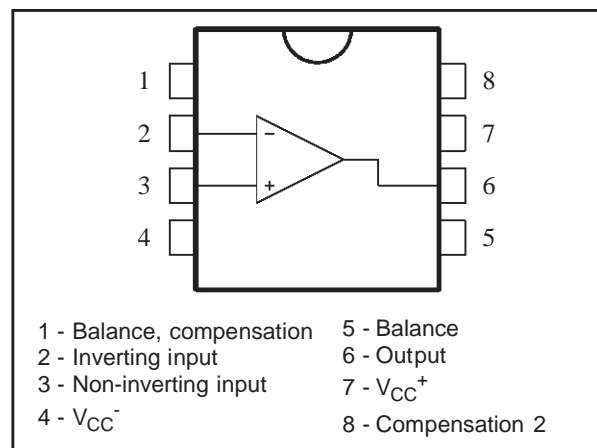 1 8
2 - 7
3 + 6
4 5
1 - Balance, compensation
2 - Inverting input
3 - Non-inverting input
4 - VCC-
5 - Balance
6 - Output
7 - VCC+
8 - Compensation 2